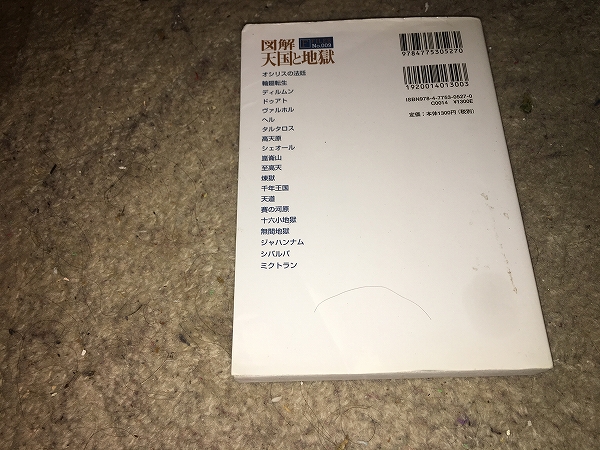 No.009
図解
天国と地獄
オシリスの法廷
輪廻転生
ディルムン
ドゥアト
ヴァルホル
ヘル
タルタロス
高天原
シェオール
崑崙山
至高天
煉獄
千年王国
天道
賽の河原
十六小地獄
無間地獄
ジャハンナム
シバルバ
ミクトラン
9784775305270
1920014013003
ISBN978-4-7753-0527-0
C0014 ¥1300E
定価:本体1300円(税別)